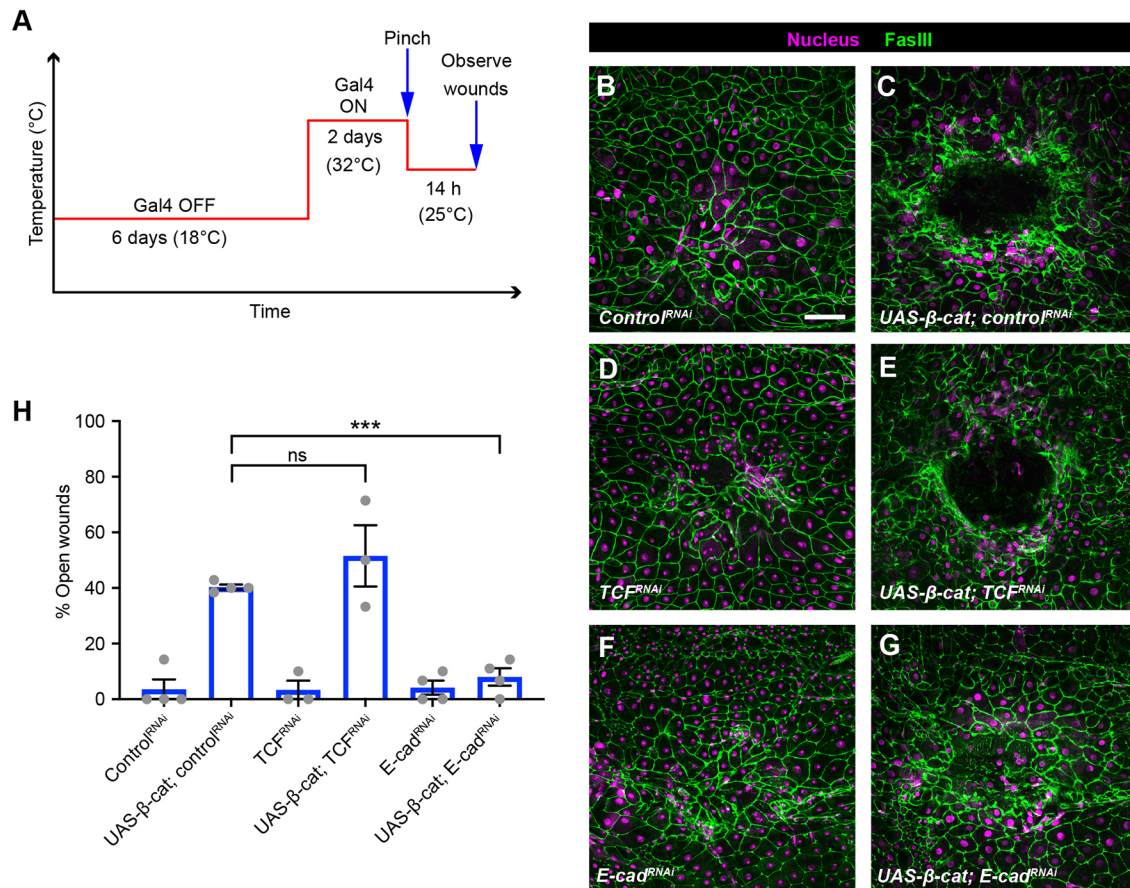 A
Temperature (°C)
Time
Gal4 OFF
6 days (18°C)
Gal4
ON
2 days
(32°C)
Pinch
Observe
wounds
14 h
(25°C)
Nucleus FasIII
B
Control^RNAi
C
UAS-β-cat; control^RNAi
D
TCF^RNAi
E
UAS-β-cat; TCF^RNAi
F
E-cad^RNAi
G
UAS-β-cat; E-cad^RNAi
H
% Open wounds
100
80
60
40
20
0
ns
***
Control^RNAi
UAS-β-cat; control^RNAi
TCF^RNAi
UAS-β-cat; TCF^RNAi
E-cad^RNAi
UAS-β-cat; E-cad^RNAi